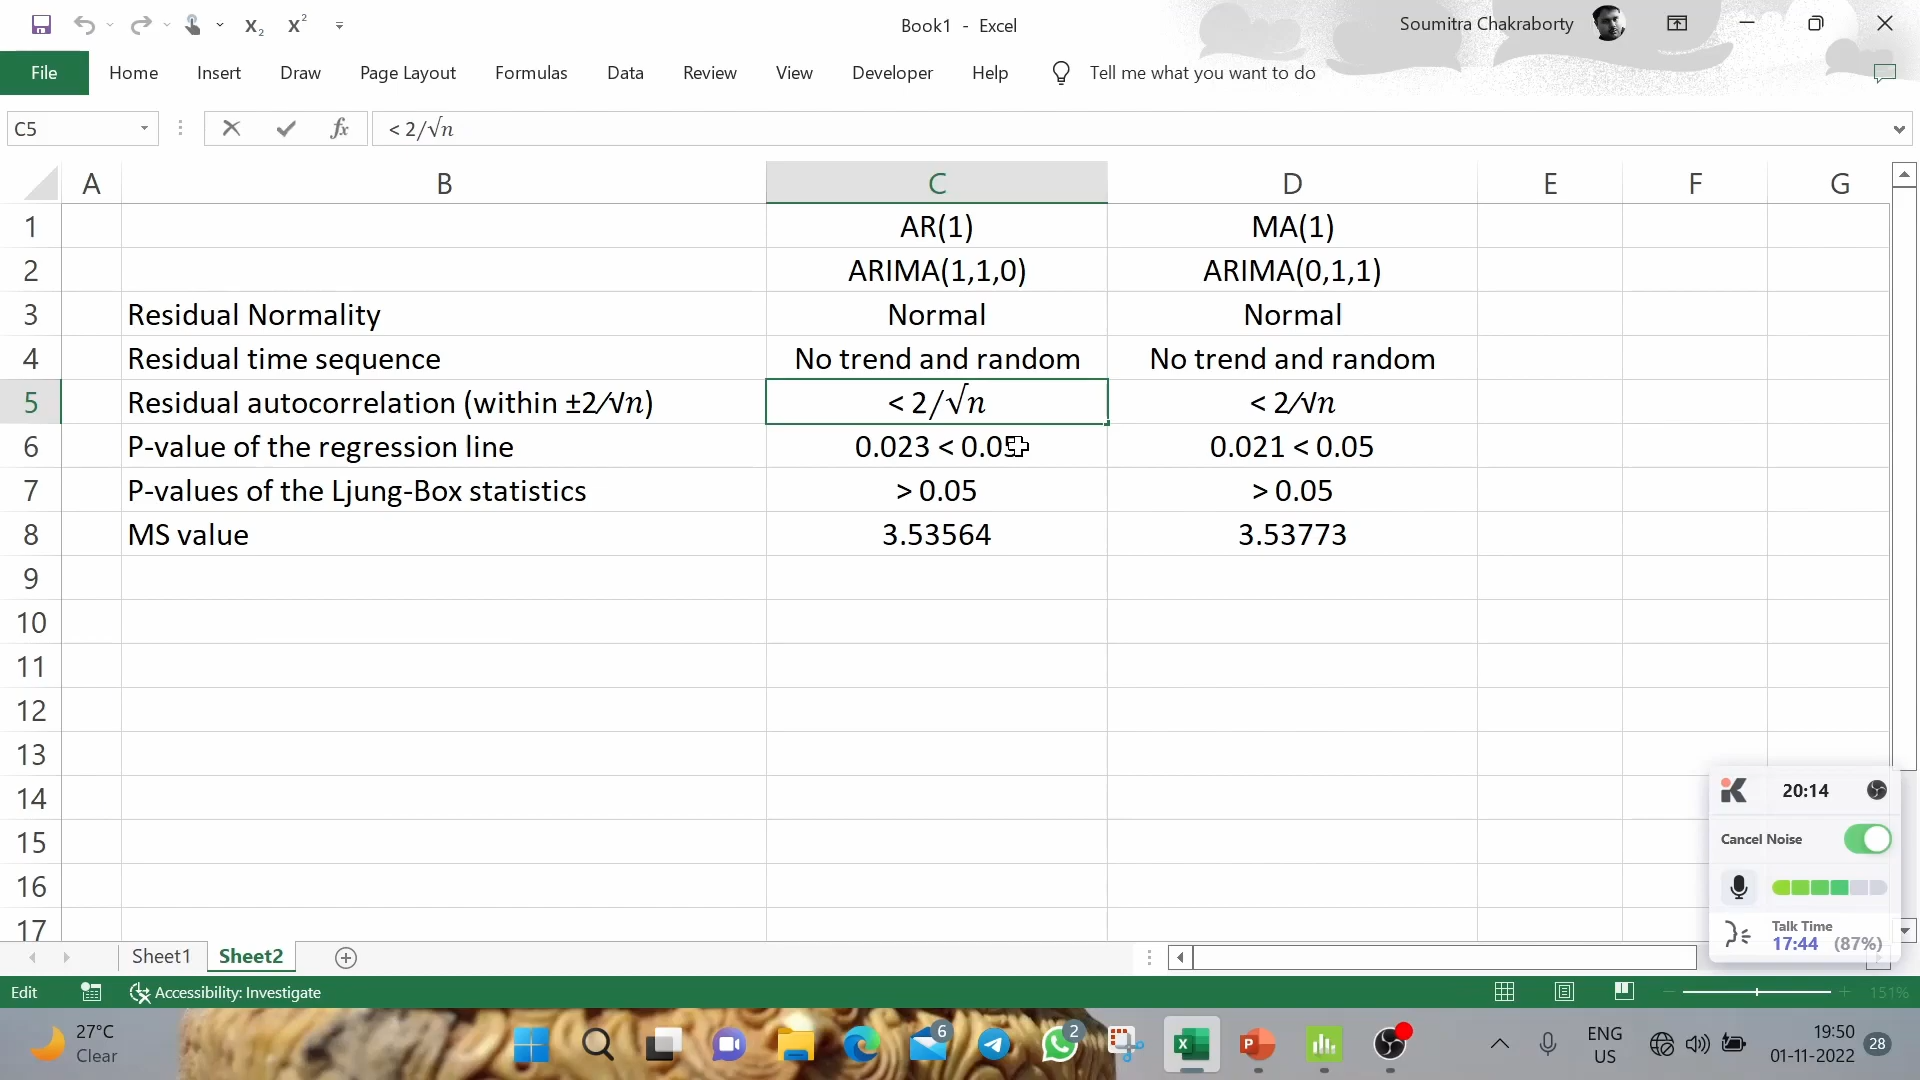 Book1 - Excel
Soumitra Chakraborty
File Home Insert Draw Page Layout Formulas Data Review View Developer Help Tell me what you want to do
C5 fx < 2/√n
A B C D E F G
1 AR(1) MA(1)
2 ARIMA(1,1,0) ARIMA(0,1,1)
3 Residual Normality Normal Normal
4 Residual time sequence No trend and random No trend and random
5 Residual autocorrelation (within ±2/√n) < 2/√n < 2/√n
6 P-value of the regression line 0.023 < 0.05 0.021 < 0.05
7 P-values of the Ljung-Box statistics > 0.05 > 0.05
8 MS value 3.53564 3.53773
9
10
11
12
13
14
15
16
17
20:14
Cancel Noise
Talk Time
17:44 (87%)
Sheet1 Sheet2
Edit Accessibility: Investigate 151%
27°C
Clear
6
2
ENG
US
19:50
01-11-2022
28